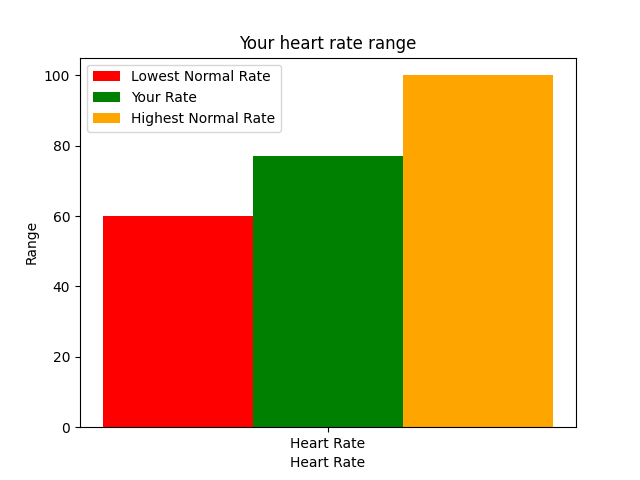 Your heart rate range
Lowest Normal Rate
Your Rate
Highest Normal Rate
100
80
60
40
20
0
Range
Heart Rate
Heart Rate